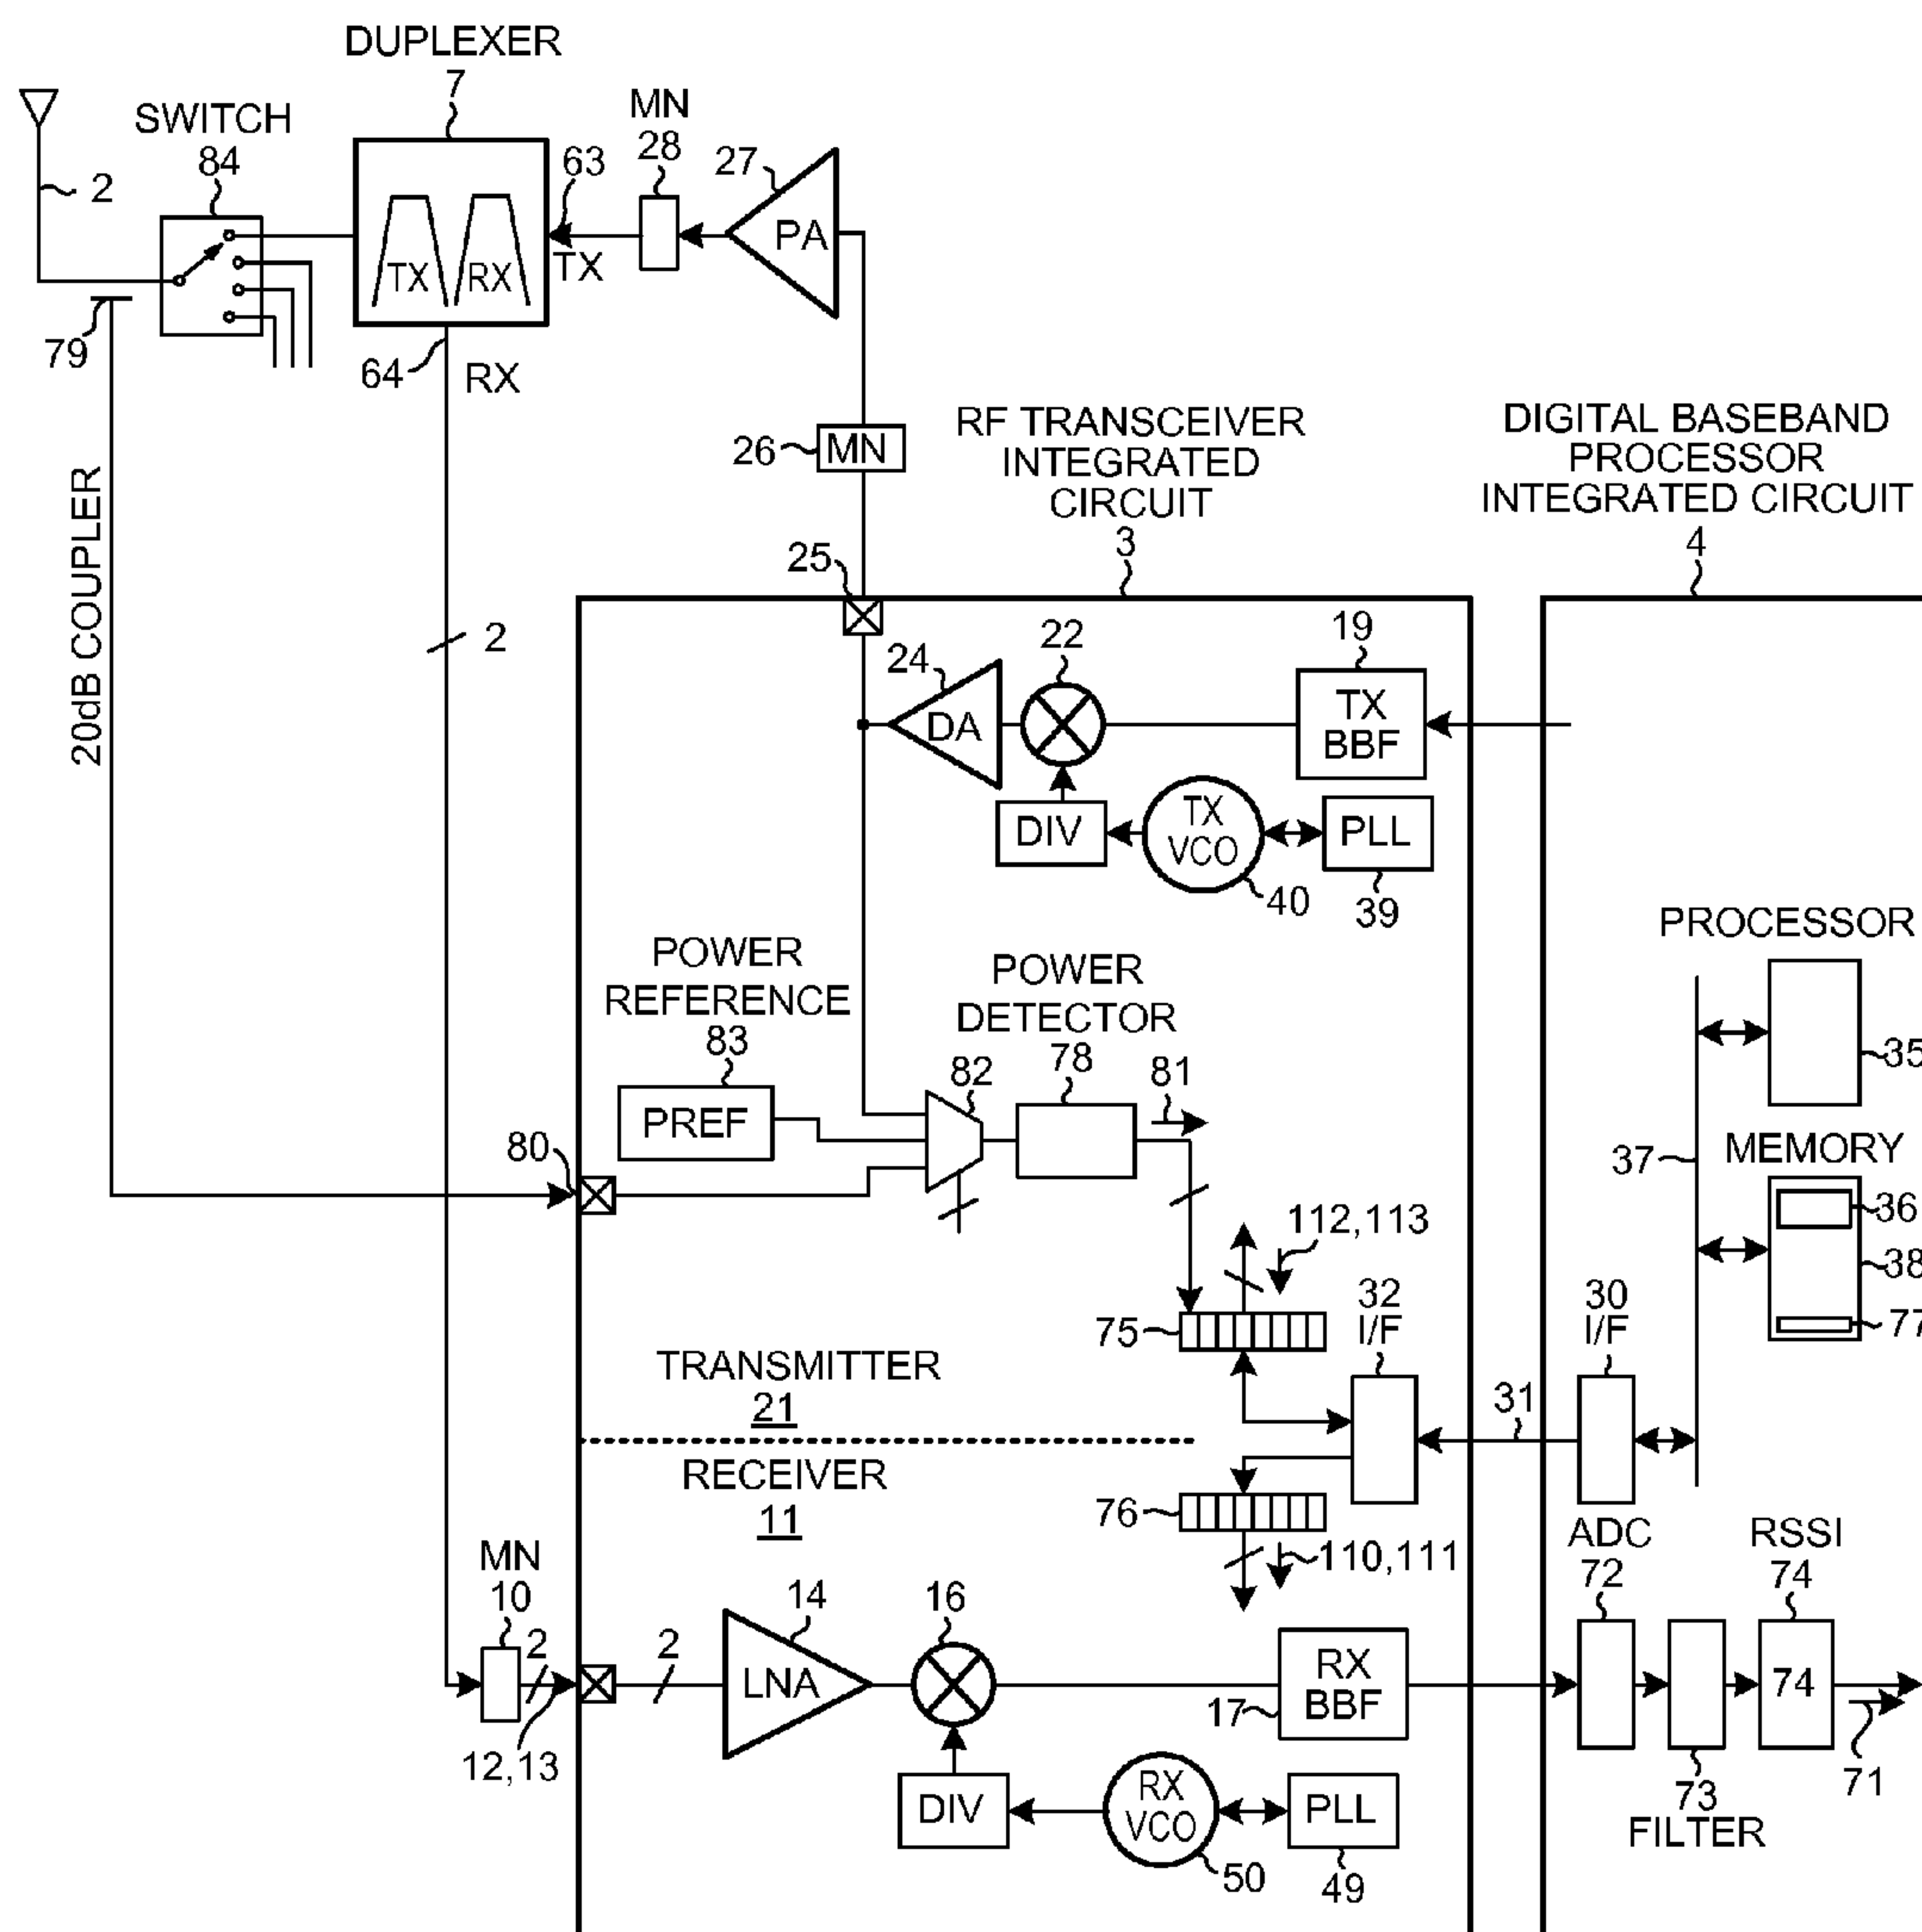 DUPLEXER
7
SWITCH
84
MN
28
27
63
2
PA
TX
RX
TX
79
64
RX
26
MN
20dB COUPLER
RF TRANSCEIVER
INTEGRATED
CIRCUIT
3
DIGITAL BASEBAND
PROCESSOR
INTEGRATED CIRCUIT
4
25
2
24
22
19
DA
TX
BBF
DIV
TX
VCO
PLL
40
39
POWER
REFERENCE
83
POWER
DETECTOR
78
82
81
PREF
80
PROCESSOR
35
37
MEMORY
36
38
77
112,113
75
32
I/F
30
I/F
31
TRANSMITTER
21
RECEIVER
11
76
110,111
MN
10
2
12,13
2
14
LNA
16
17
RX
BBF
ADC
72
RSSI
74
74
73
FILTER
71
DIV
RX
VCO
PLL
50
49